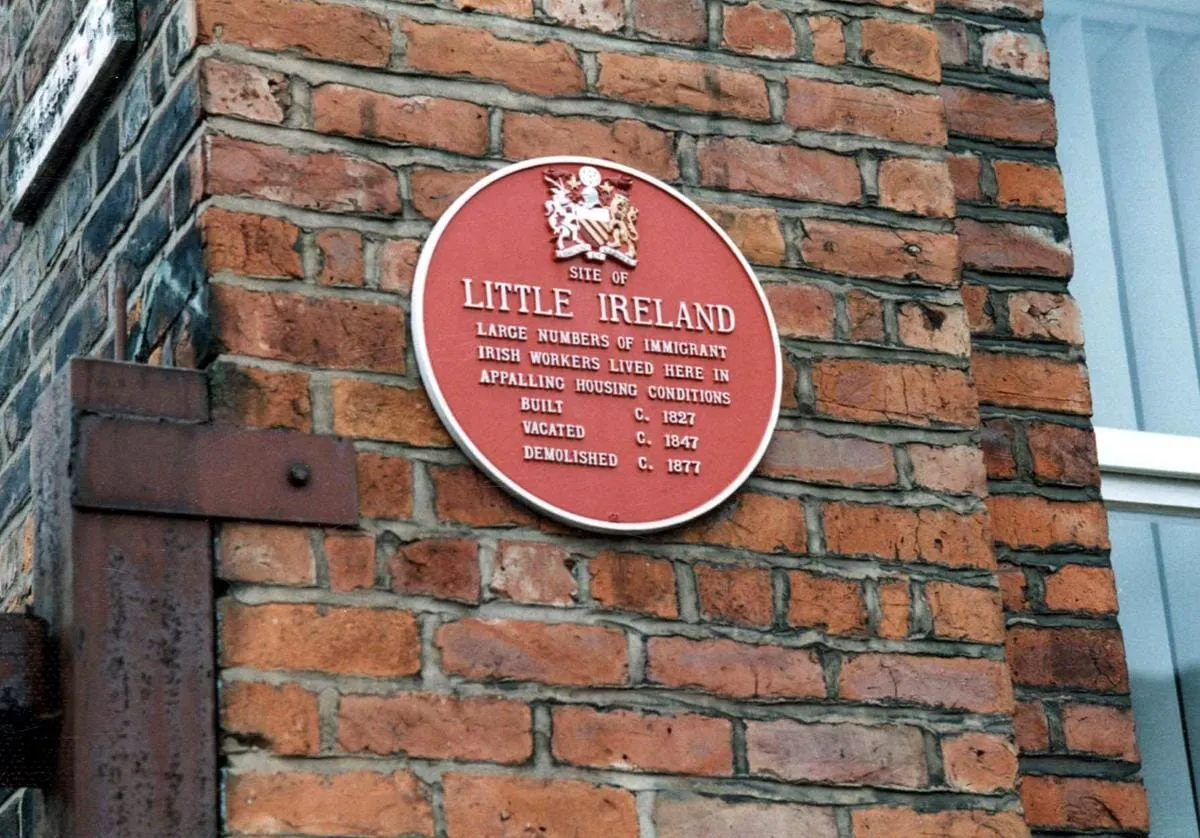 SITE OF
LITTLE IRELAND
LARGE NUMBERS OF IMMIGRANT
IRISH WORKERS LIVED HERE IN
APPALLING HOUSING CONDITIONS
BUILT C. 1827
VACATED C. 1847
DEMOLISHED C. 1877